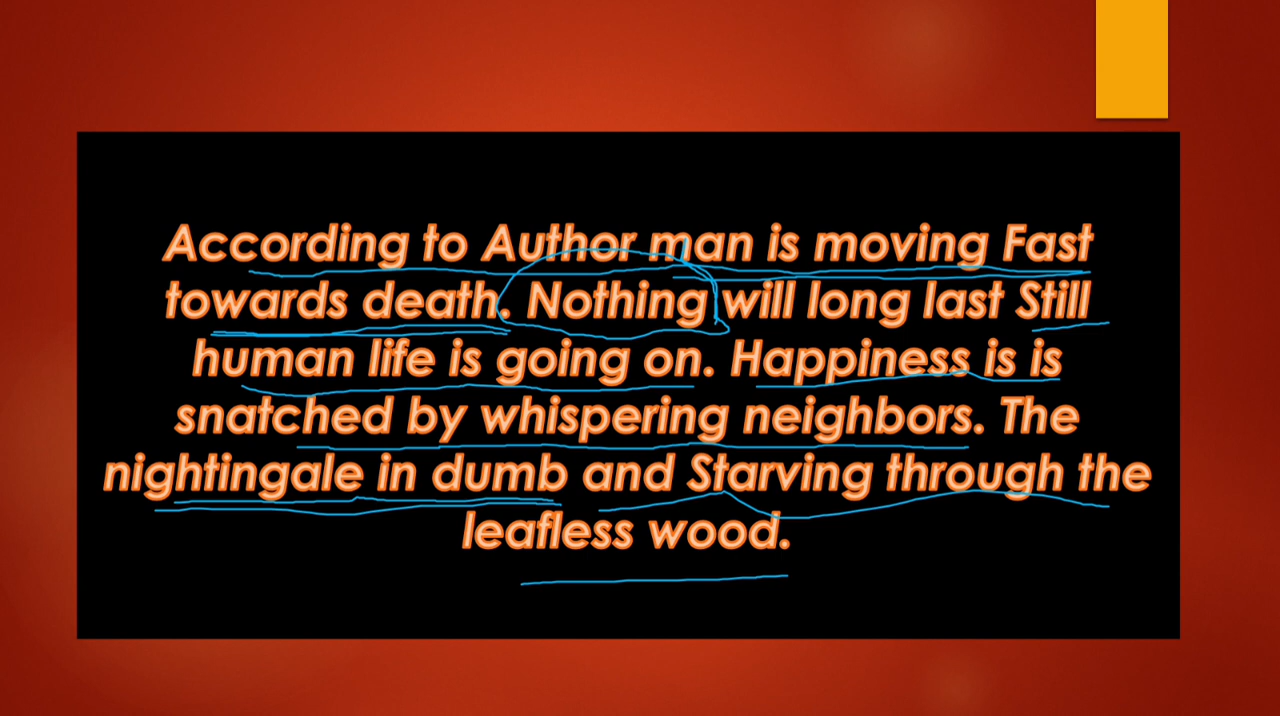 According to Author man is moving Fast
towards death. Nothing will long last Still
human life is going on. Happiness is is
snatched by whispering neighbors. The
nightingale in dumb and Starving through the
leafless wood.